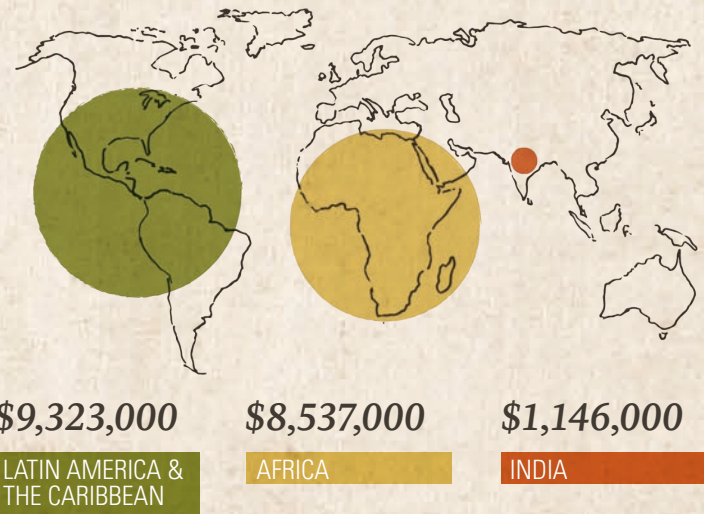 $9,323,000
LATIN AMERICA &
THE CARIBBEAN
$8,537,000
AFRICA
$1,146,000
INDIA